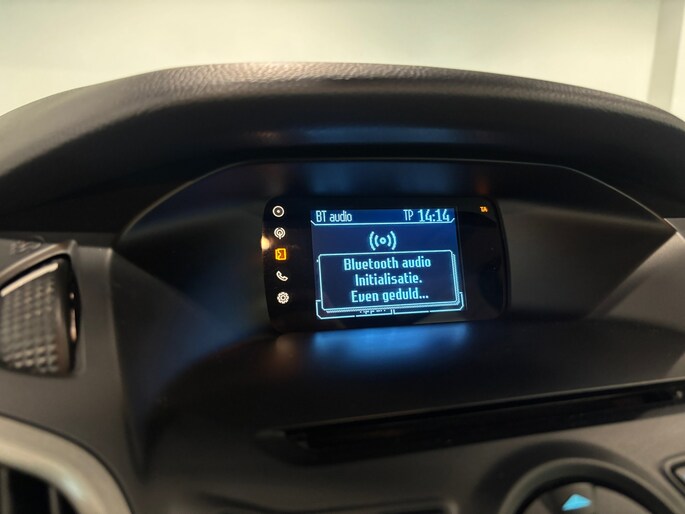 BT audio TP 14:14
Bluetooth audio
Initialisatie.
Even geduld...